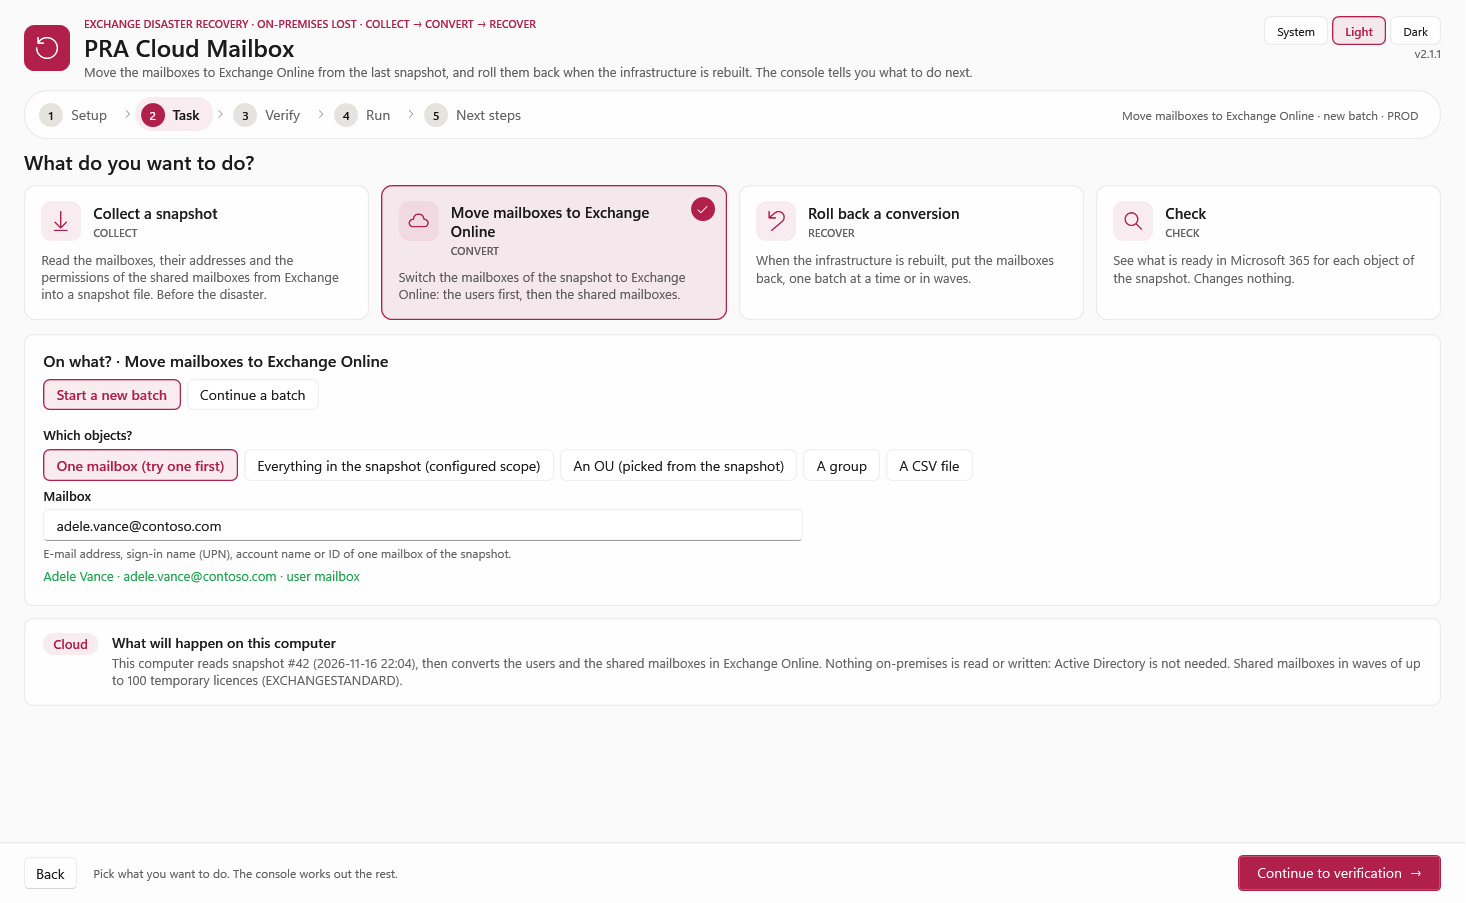 EXCHANGE DISASTER RECOVERY · ON-PREMISES LOST · COLLECT → CONVERT → RECOVER
PRA Cloud Mailbox
Move the mailboxes to Exchange Online from the last snapshot, and roll them back when the infrastructure is rebuilt. The console tells you what to do next.
System
Light
Dark
v2.1.1
1 Setup
2 Task
3 Verify
4 Run
5 Next steps
Move mailboxes to Exchange Online · new batch · PROD
What do you want to do?
Collect a snapshot
COLLECT
Read the mailboxes, their addresses and the
permissions of the shared mailboxes from Exchange
into a snapshot file. Before the disaster.
Move mailboxes to Exchange
Online
CONVERT
Switch the mailboxes of the snapshot to Exchange
Online: the users first, then the shared mailboxes.
Roll back a conversion
RECOVER
When the infrastructure is rebuilt, put the mailboxes
back, one batch at a time or in waves.
Check
CHECK
See what is ready in Microsoft 365 for each object of
the snapshot. Changes nothing.
On what? · Move mailboxes to Exchange Online
Start a new batch
Continue a batch
Which objects?
One mailbox (try one first)
Everything in the snapshot (configured scope)
An OU (picked from the snapshot)
A group
A CSV file
Mailbox
adele.vance@contoso.com
E-mail address, sign-in name (UPN), account name or ID of one mailbox of the snapshot.
Adele Vance · adele.vance@contoso.com · user mailbox
Cloud
What will happen on this computer
This computer reads snapshot #42 (2026-11-16 22:04), then converts the users and the shared mailboxes in Exchange Online. Nothing on-premises is read or written: Active Directory is not needed. Shared mailboxes in waves of up
to 100 temporary licences (EXCHANGESTANDARD).
Back
Pick what you want to do. The console works out the rest.
Continue to verification →